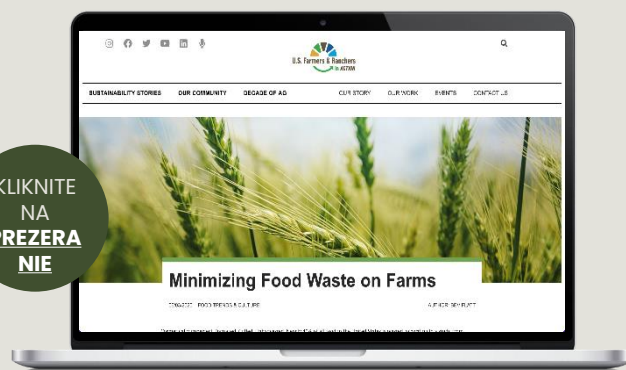 U.S. Farmers & Ranchers
in ACTION
SUSTAINABILITY STORIES OUR COMMUNITY DECADE OF AG OUR STORY OUR WORK EVENTS CONTACT US
KLIKNITE
NA
PREZERA
NIE
Minimizing Food Waste on Farms
FOOD TRENDS & CULTURE